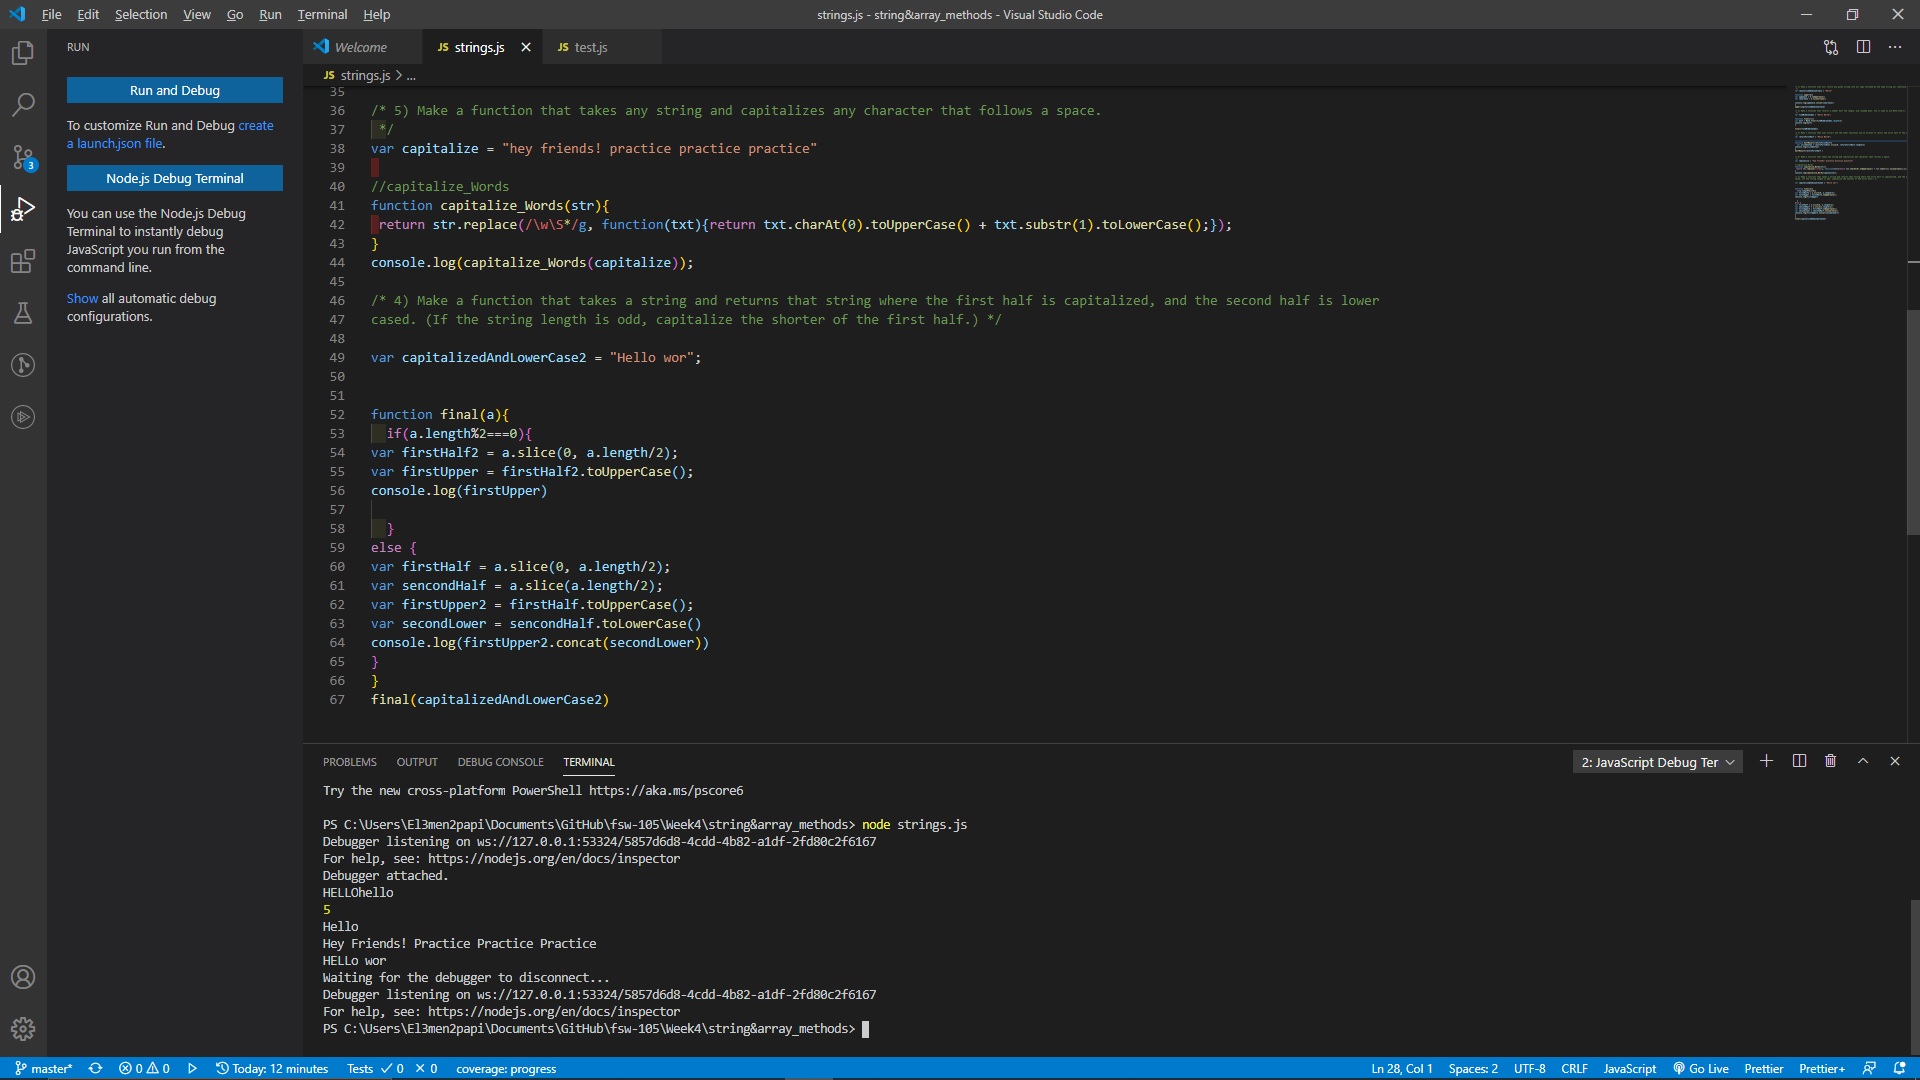 File Edit Selection View Go Run Terminal Help
strings.js - string&array_methods - Visual Studio Code
RUN
Run and Debug
To customize Run and Debug create
a launch.json file.
Node.js Debug Terminal
You can use the Node.js Debug
Terminal to instantly debug
JavaScript you run from the
command line.
Show all automatic debug
configurations.
3
Welcome
JS strings.js
JS test.js
JS strings.js > ...
35
36 /* 5) Make a function that takes any string and capitalizes any character that follows a space.
37 */
38 var capitalize = "hey friends! practice practice practice"
39
40 //capitalize_Words
41 function capitalize_Words(str){
42 return str.replace(/\w\S*/g, function(txt){return txt.charAt(0).toUpperCase() + txt.substr(1).toLowerCase();});
43 }
44 console.log(capitalize_Words(capitalize));
45
46 /* 4) Make a function that takes a string and returns that string where the first half is capitalized, and the second half is lower
47 cased. (If the string length is odd, capitalize the shorter of the first half.) */
48
49 var capitalizedAndLowerCase2 = "Hello wor";
50
51
52 function final(a){
53 if(a.length%2===0){
54 var firstHalf2 = a.slice(0, a.length/2);
55 var firstUpper = firstHalf2.toUpperCase();
56 console.log(firstUpper)
57
58 }
59 else {
60 var firstHalf = a.slice(0, a.length/2);
61 var sencondHalf = a.slice(a.length/2);
62 var firstUpper2 = firstHalf.toUpperCase();
63 var secondLower = sencondHalf.toLowerCase()
64 console.log(firstUpper2.concat(secondLower))
65 }
66 }
67 final(capitalizedAndLowerCase2)
PROBLEMS OUTPUT DEBUG CONSOLE TERMINAL
2: JavaScript Debug Ter
Try the new cross-platform PowerShell https://aka.ms/pscore6
PS C:\Users\El3men2papi\Documents\GitHub\fsw-105\Week4\string&array_methods> node strings.js
Debugger listening on ws://127.0.0.1:53324/5857d6d8-4cdd-4b82-a1df-2fd80c2f6167
For help, see: https://nodejs.org/en/docs/inspector
Debugger attached.
HELLOhello
5
Hello
Hey Friends! Practice Practice Practice
HELLo wor
Waiting for the debugger to disconnect...
Debugger listening on ws://127.0.0.1:53324/5857d6d8-4cdd-4b82-a1df-2fd80c2f6167
For help, see: https://nodejs.org/en/docs/inspector
PS C:\Users\El3men2papi\Documents\GitHub\fsw-105\Week4\string&array_methods>
master* 0 0 Today: 12 minutes Tests 0 0 coverage: progress Ln 28, Col 1 Spaces: 2 UTF-8 CRLF JavaScript Go Live Prettier Prettier+